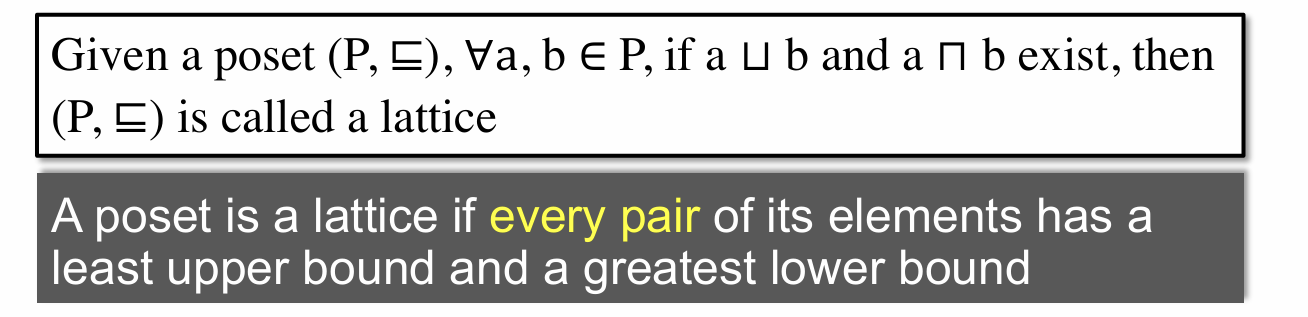 Given a poset (P, ⊑), ∀a, b ∈ P, if a ⊔ b and a ⊓ b exist, then
(P, ⊑) is called a lattice
A poset is a lattice if every pair of its elements has a
least upper bound and a greatest lower bound